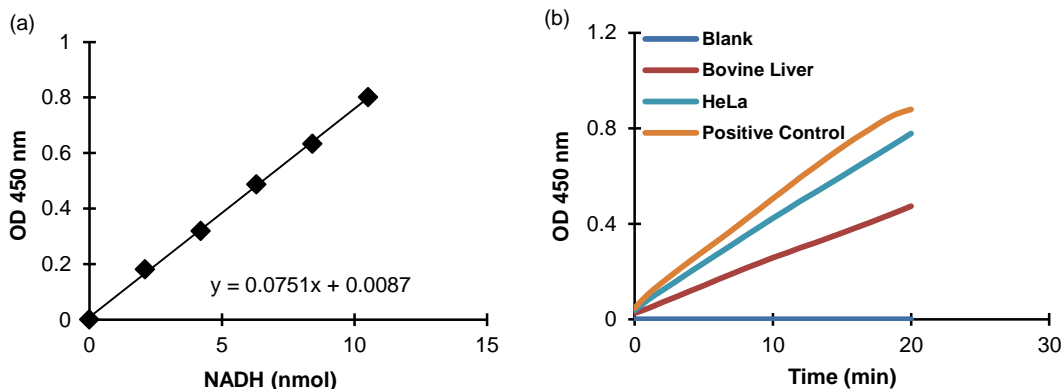 (a)
1
0.8
0.6
0.4
0.2
0
0
5
10
15
OD 450 nm
NADH (nmol)
y = 0.0751x + 0.0087
(b)
1.2
0.8
0.4
0
0
10
20
30
OD 450 nm
Time (min)
Blank
Bovine Liver
HeLa
Positive Control